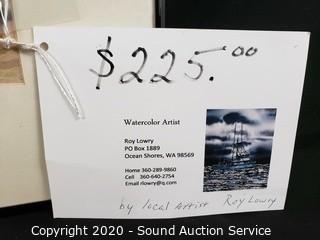 $225.00
Watercolor Artist
Roy Lowry
PO Box 1889
Ocean Shores, WA 98569
Home 360-289-9860
Cell 360-640-2754
Email rlowry@q.com
by local Artist Roy Lowry
Copyright 2020 - Sound Auction Service